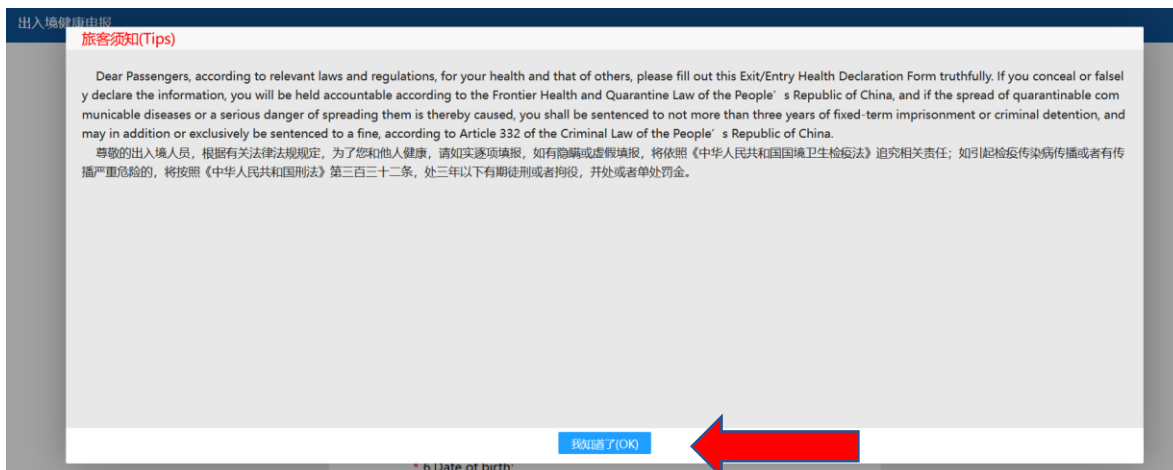 出入境健康申报
旅客须知(Tips)
Dear Passengers, according to relevant laws and regulations, for your health and that of others, please fill out this Exit/Entry Health Declaration Form truthfully. If you conceal or falsel
y declare the information, you will be held accountable according to the Frontier Health and Quarantine Law of the People’s Republic of China, and if the spread of quarantinable com
municable diseases or a serious danger of spreading them is thereby caused, you shall be sentenced to not more than three years of fixed-term imprisonment or criminal detention, and
may in addition or exclusively be sentenced to a fine, according to Article 332 of the Criminal Law of the People’s Republic of China.
尊敬的出入境人员，根据有关法律法规规定，为了您和他人健康，请如实逐项填报，如有隐瞒或虚假填报，将依照《中华人民共和国国境卫生检疫法》追究相关责任；如引起检疫传染病传播或者有传
播严重危险的，将按照《中华人民共和国刑法》第三百三十二条，处三年以下有期徒刑或者拘役，并处或者单处罚金。
我知道了(OK)
* 6.Date of birth: